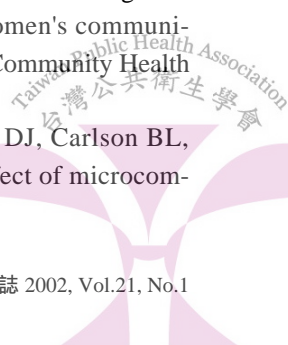 omen's communi-
Community Health
DJ, Carlson BL,
fect of microcom-
Taiwan Public Health Association
台灣公共衛生學會
誌 2002, Vol.21, No.1